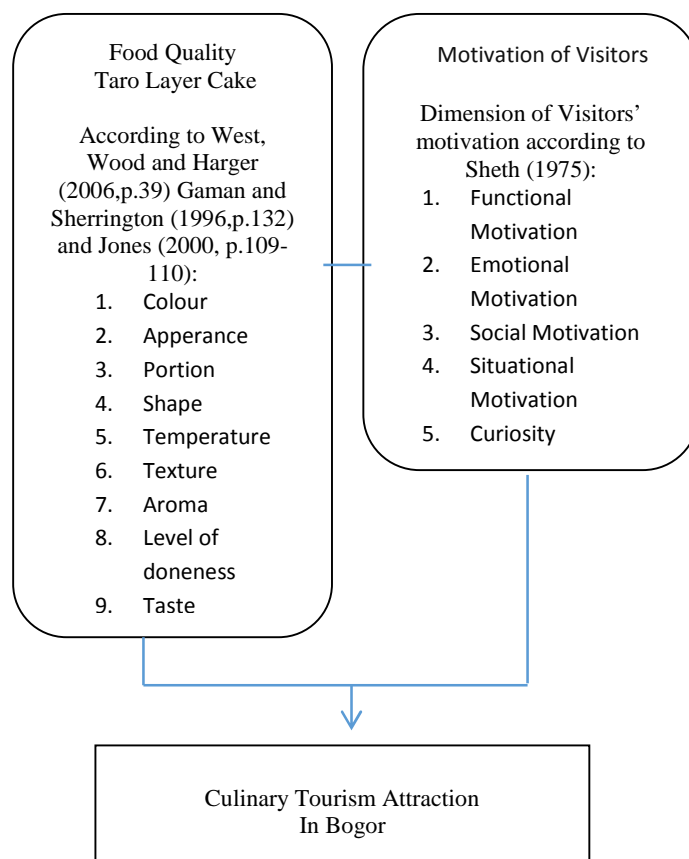 Food Quality
Taro Layer Cake
According to West,
Wood and Harger
(2006,p.39) Gaman and
Sherrington (1996,p.132)
and Jones (2000, p.109-
110):
1. Colour
2. Apperance
3. Portion
4. Shape
5. Temperature
6. Texture
7. Aroma
8. Level of
doneness
9. Taste
Motivation of Visitors
Dimension of Visitors’
motivation according to
Sheth (1975):
1. Functional
Motivation
2. Emotional
Motivation
3. Social Motivation
4. Situational
Motivation
5. Curiosity
Culinary Tourism Attraction
In Bogor